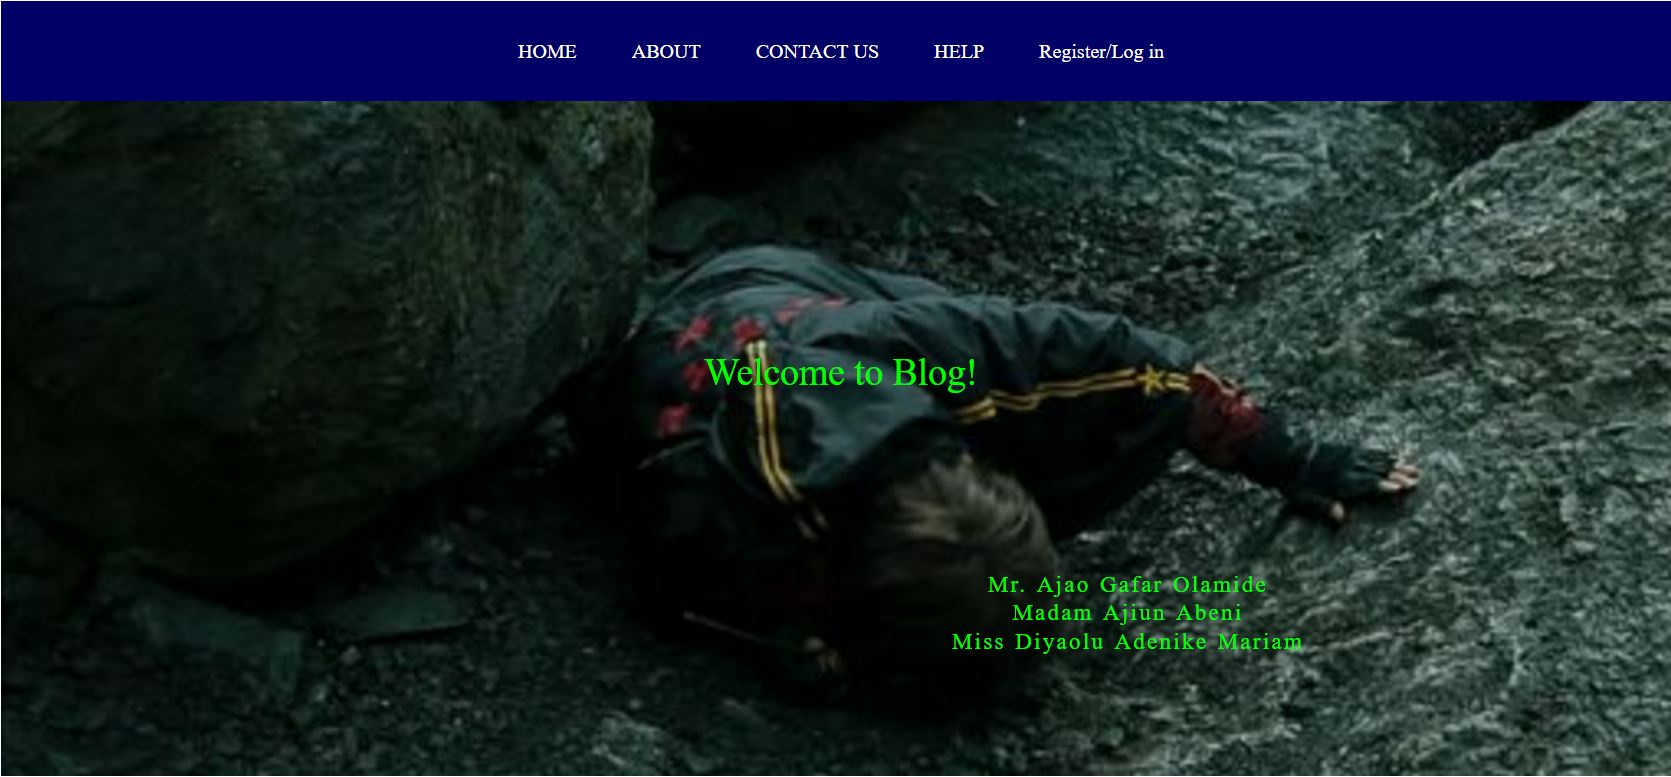 HOME ABOUT CONTACT US HELP Register/Log in
Welcome to Blog!
Mr. Ajao Gafar Olamide
Madam Ajiun Abeni
Miss Diyaolu Adenike Mariam